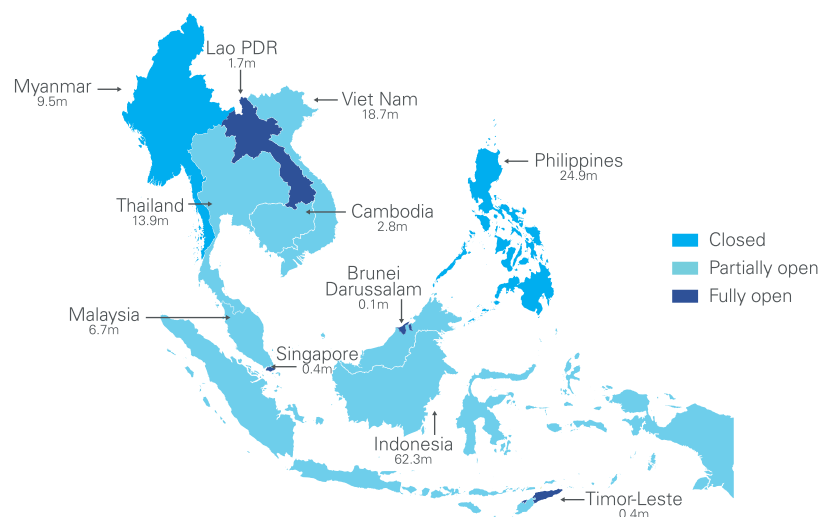 Lao PDR
1.7m
Myanmar
9.5m
Viet Nam
18.7m
Philippines
24.9m
Thailand
13.9m
Cambodia
2.8m
Closed
Partially open
Fully open
Brunei
Darussalam
0.1m
Malaysia
6.7m
Singapore
0.4m
Indonesia
62.3m
Timor-Leste
0.4m